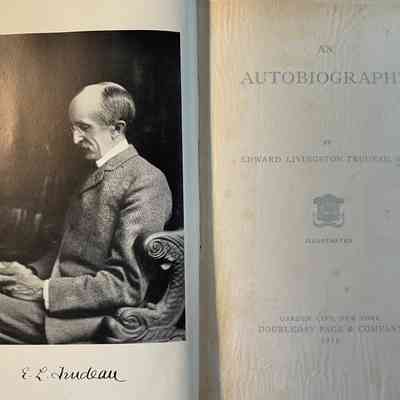 E. L. Trudeau
AN
AUTOBIOGRAPHY
BY
EDWARD LIVINGSTON TRUDEAU,
ILLUSTRATED
GARDEN CITY, NEW YORK
DOUBLEDAY PAGE & COMPANY